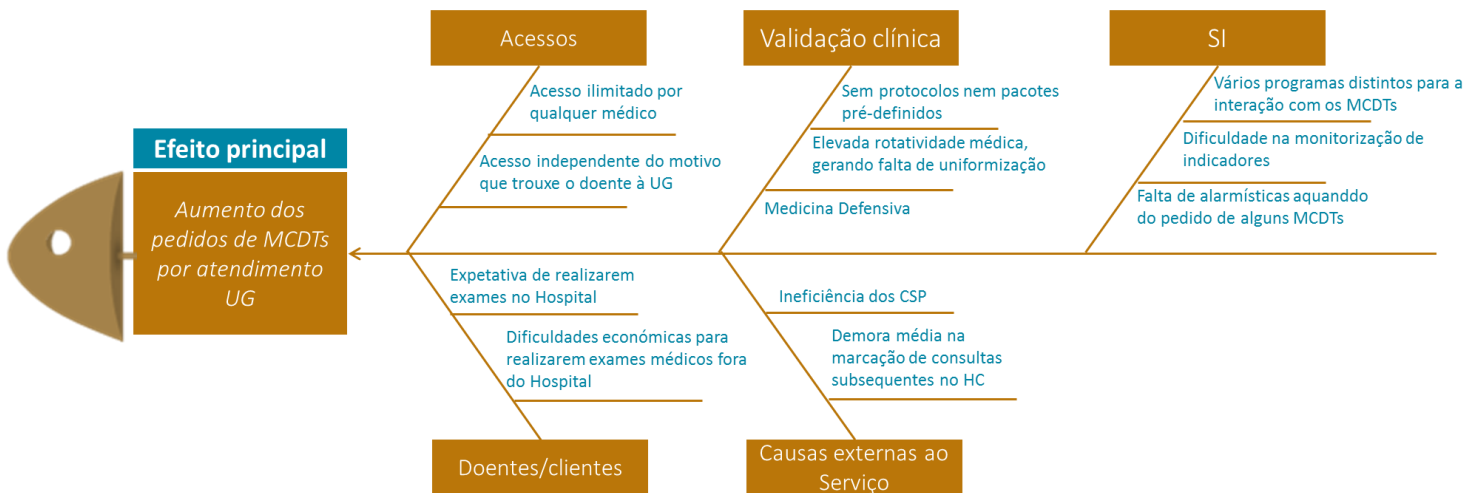 Acessos
Validação clínica
SI
Acesso ilimitado por
qualquer médico
Acesso independente do motivo
que trouxe o doente à UG
Sem protocolos nem pacotes
pré-definidos
Elevada rotatividade médica,
gerando falta de uniformização
Medicina Defensiva
Vários programas distintos para a
interação com os MCDTs
Dificuldade na monitorização de
indicadores
Falta de alarmísticas aquanddo
do pedido de alguns MCDTs
Efeito principal
Aumento dos
pedidos de MCDTs
por atendimento
UG
Expetativa de realizarem
exames no Hospital
Dificuldades económicas para
realizarem exames médicos fora
do Hospital
Ineficiência dos CSP
Demora média na
marcação de consultas
subsequentes no HC
Doentes/clientes
Causas externas ao
Serviço